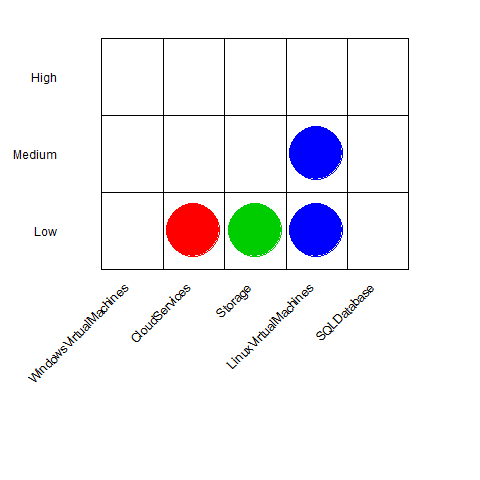 High
Medium
Low
WindowsVirtualMachines
CloudServices
Storage
LinuxVirtualMachines
SQLDatabase